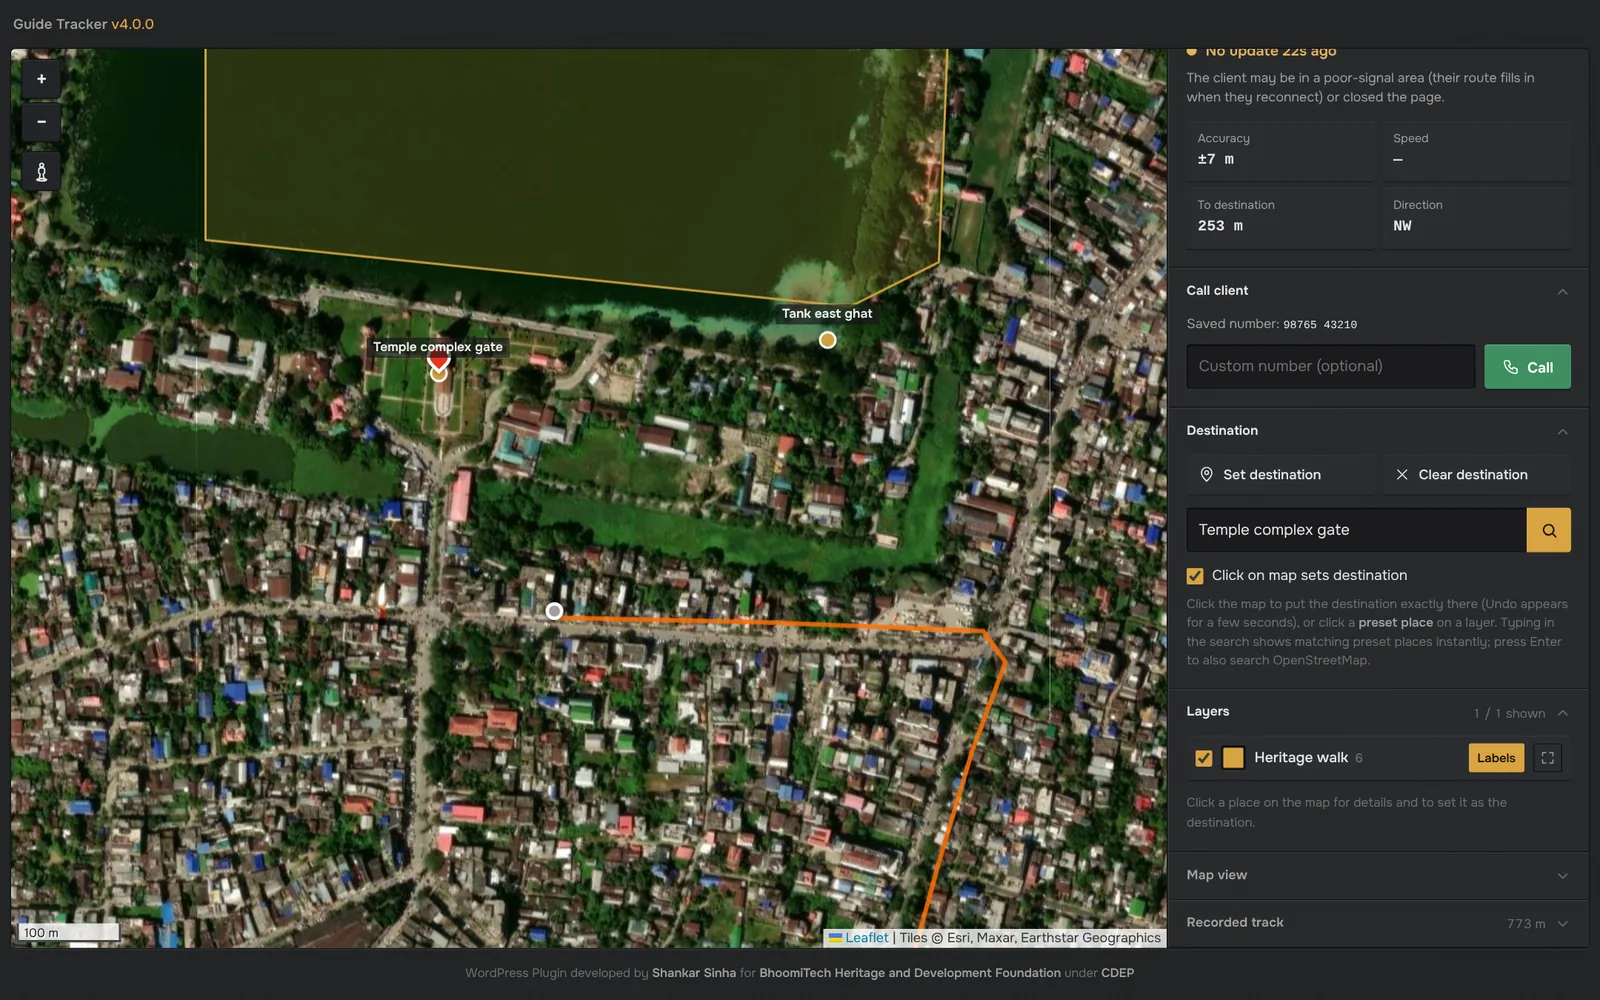 Guide Tracker v4.0.0
+
−
Tank east ghat
Temple complex gate
100 m
Leaflet | Tiles © Esri, Maxar, Earthstar Geographics
No update 22s ago
The client may be in a poor-signal area (their route fills in
when they reconnect) or closed the page.
Accuracy
±7 m
Speed
—
To destination
253 m
Direction
NW
Call client
Saved number: 98765 43210
Custom number (optional)
Call
Destination
Set destination
Clear destination
Temple complex gate
Click on map sets destination
Click the map to put the destination exactly there (Undo appears
for a few seconds), or click a preset place on a layer. Typing in
the search shows matching preset places instantly; press Enter
to also search OpenStreetMap.
Layers
1 / 1 shown
Heritage walk 6
Labels
Click a place on the map for details and to set it as the
destination.
Map view
Recorded track
773 m
WordPress Plugin developed by Shankar Sinha for BhoomiTech Heritage and Development Foundation under CDEP